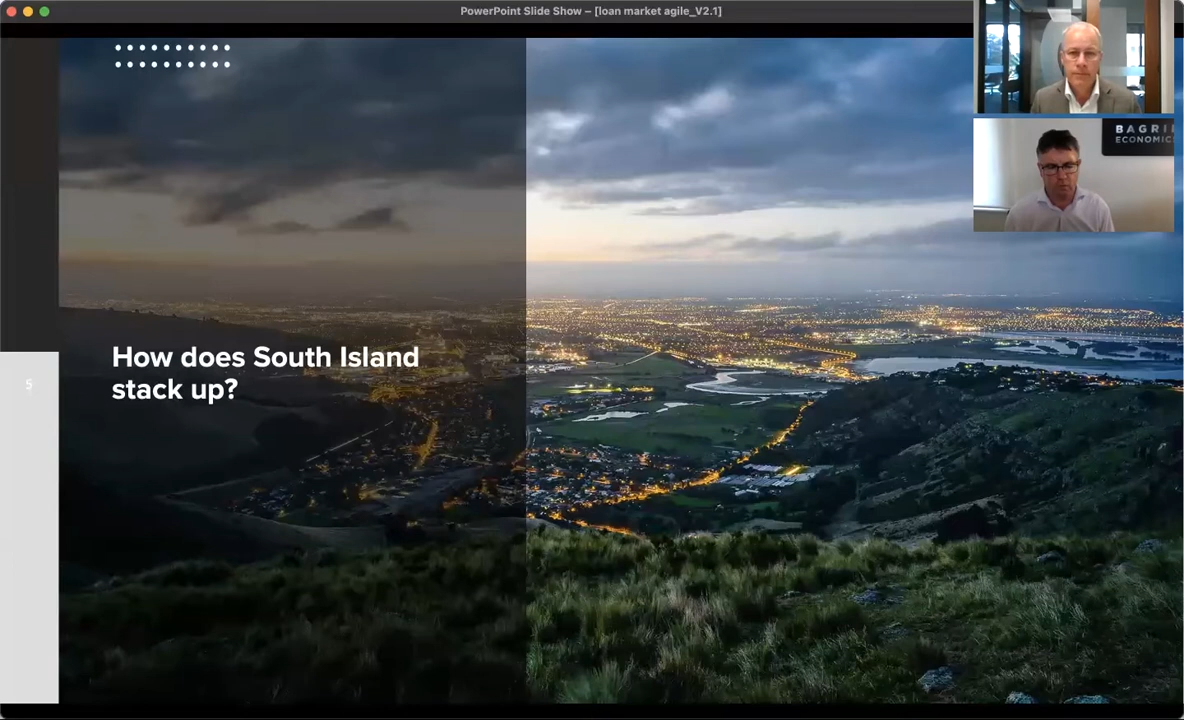 PowerPoint Slide Show – [loan market agile_V2.1]
BAGRI
ECONOMIC
How does South Island
stack up?
5